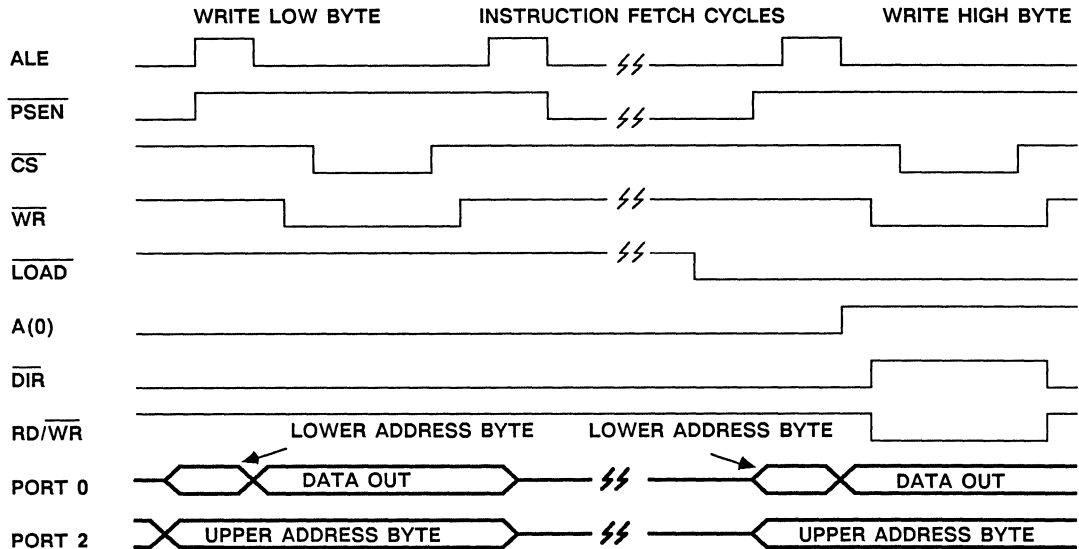 WRITE LOW BYTE INSTRUCTION FETCH CYCLES WRITE HIGH BYTE
ALE
PSEN
CS
WR
LOAD
A(0)
DIR
RD/WR
LOWER ADDRESS BYTE LOWER ADDRESS BYTE
PORT 0 DATA OUT DATA OUT
PORT 2 UPPER ADDRESS BYTE UPPER ADDRESS BYTE